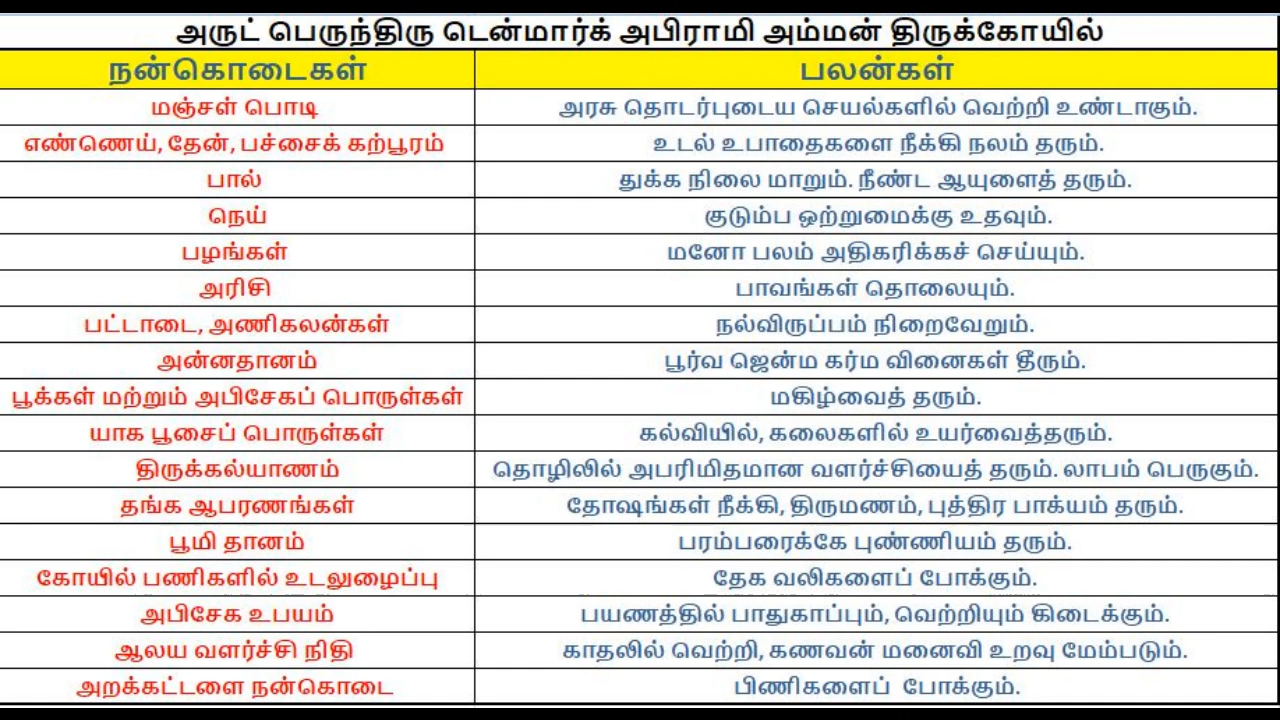 அருட் பெருந்திரு டென்மார்க் அபிராமி அம்மன் திருக்கோயில்
நன்கொடைகள் பலன்கள்
மஞ்சள் பொடி அரசு தொடர்புடைய செயல்களில் வெற்றி உண்டாகும்.
எண்ணெய், தேன், பச்சைக் கற்பூரம் உடல் உபாதைகளை நீக்கி நலம் தரும்.
பால் துக்க நிலை மாறும். நீண்ட ஆயுளைத் தரும்.
நெய் குடும்ப ஒற்றுமைக்கு உதவும்.
பழங்கள் மனோ பலம் அதிகரிக்கச் செய்யும்.
அரிசி பாவங்கள் தொலையும்.
பட்டாடை, அணிகலன்கள் நல்விருப்பம் நிறைவேறும்.
அன்னதானம் பூர்வ ஜென்ம கர்ம வினைகள் தீரும்.
பூக்கள் மற்றும் அபிசேகப் பொருள்கள் மகிழ்வைத் தரும்.
யாக பூசைப் பொருள்கள் கல்வியில், கலைகளில் உயர்வைத்தரும்.
திருக்கல்யாணம் தொழிலில் அபரிமிதமான வளர்ச்சியைத் தரும். லாபம் பெருகும்.
தங்க ஆபரணங்கள் தோஷங்கள் நீக்கி, திருமணம், புத்திர பாக்யம் தரும்.
பூமி தானம் பரம்பரைக்கே புண்ணியம் தரும்.
கோயில் பணிகளில் உடலுழைப்பு தேக வலிகளைப் போக்கும்.
அபிசேக உபயம் பயணத்தில் பாதுகாப்பும், வெற்றியும் கிடைக்கும்.
ஆலய வளர்ச்சி நிதி காதலில் வெற்றி, கணவன் மனைவி உறவு மேம்படும்.
அறக்கட்டளை நன்கொடை பிணிகளைப் போக்கும்.